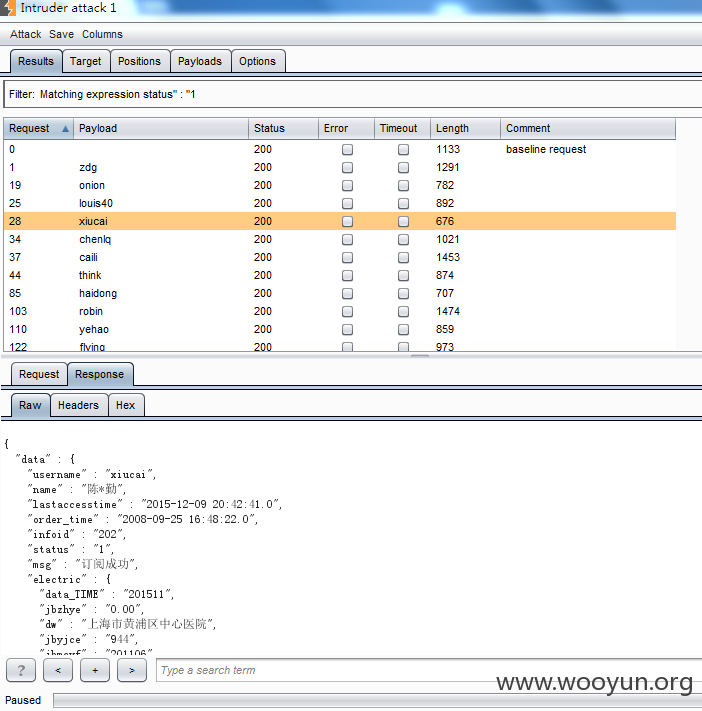 Intruder attack 1
Attack Save Columns
Results Target Positions Payloads Options
Filter: Matching expression status" : "1
Request Payload Status Error Timeout Length Comment
0 200 1133 baseline request
1 zdg 200 1291
19 onion 200 782
25 louis40 200 892
28 xiucai 200 676
34 chenlq 200 1021
37 caili 200 1453
44 think 200 874
85 haidong 200 707
103 robin 200 1474
110 yehao 200 859
122 flying 200 973
Request Response
Raw Headers Hex
{
"data" : {
"username" : "xiucai",
"name" : "陈*勤",
"lastaccesstime" : "2015-12-09 20:42:41.0",
"order_time" : "2008-09-25 16:48:22.0",
"infoid" : "202",
"status" : "1",
"msg" : "订阅成功",
"electric" : {
"data_TIME" : "201511",
"jbzhye" : "0.00",
"dw" : "上海市黄浦区中心医院",
"jbyjce" : "944",
? < + > Type a search term
www.wooyun.org
Paused